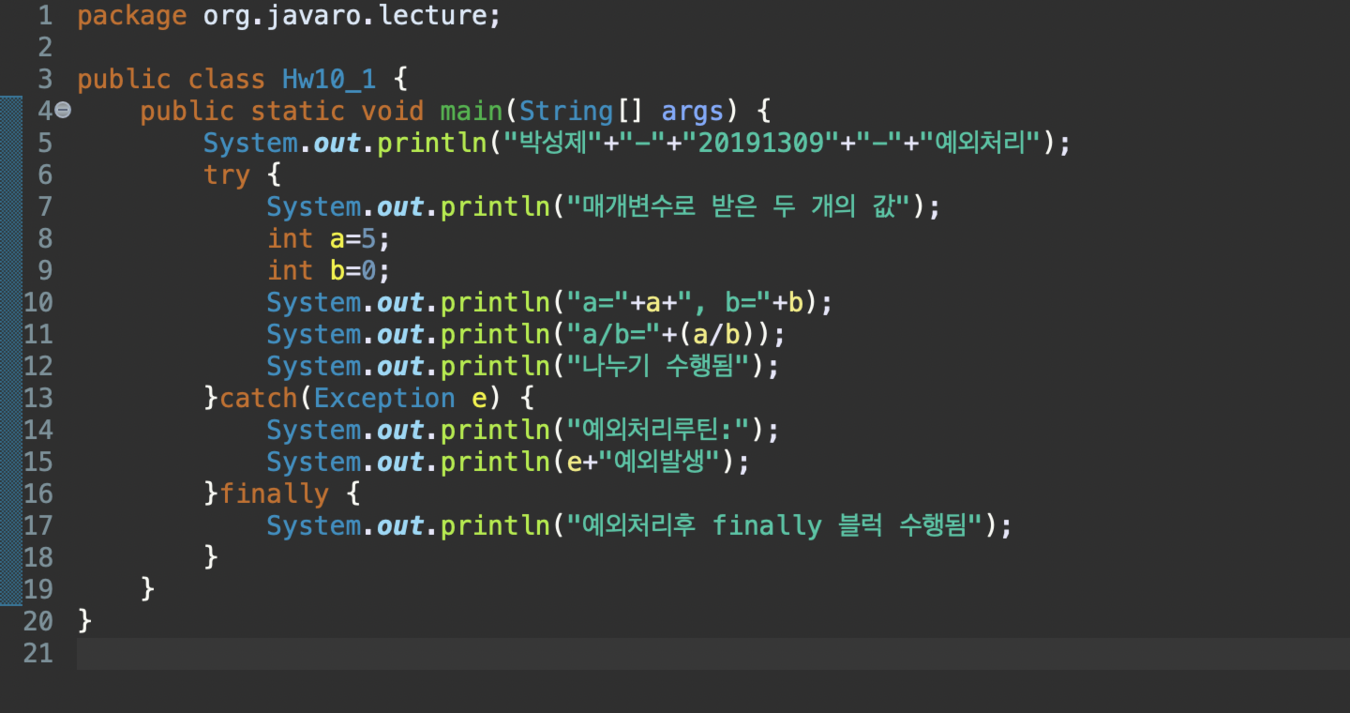 1 package org.javaro.lecture;
2
3 public class Hw10_1 {
4     public static void main(String[] args) {
5         System.out.println("박성제"+"-"+"20191309"+"-"+"예외처리");
6         try {
7             System.out.println("매개변수로 받은 두 개의 값");
8             int a=5;
9             int b=0;
10             System.out.println("a="+a+", b="+b);
11             System.out.println("a/b="+(a/b));
12             System.out.println("나누기 수행됨");
13         }catch(Exception e) {
14             System.out.println("예외처리루틴:");
15             System.out.println(e+"예외발생");
16         }finally {
17             System.out.println("예외처리후 finally 블럭 수행됨");
18         }
19     }
20 }
21